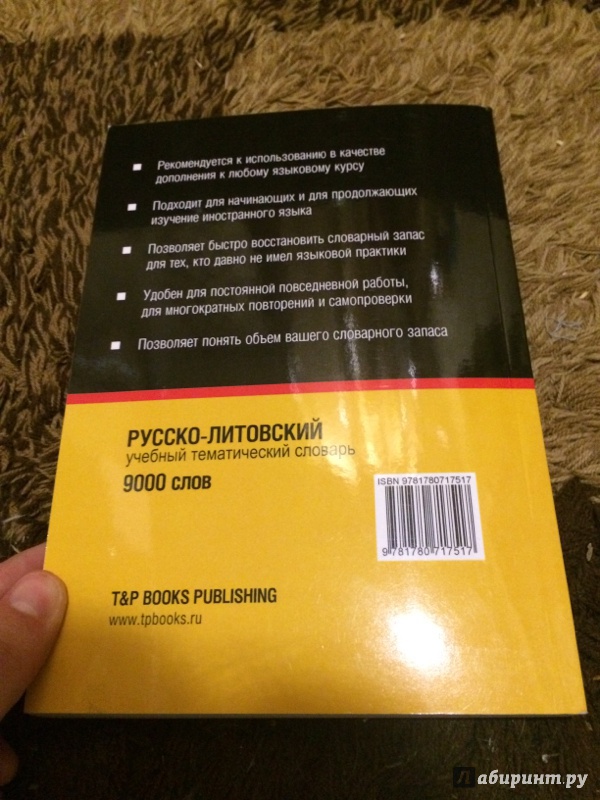 Рекомендуется к использованию в качестве
дополнения к любому языковому курсу
Подходит для начинающих и для продолжающих
изучение иностранного языка
Позволяет быстро восстановить словарный запас
для тех, кто давно не имел языковой практики
Удобен для постоянной повседневной работы,
для многократных повторений и самопроверки
Позволяет понять объем вашего словарного запаса
РУССКО-ЛИТОВСКИЙ
учебный тематический словарь
9000 слов
ISBN 9781780717517
9 781780 717517
T&P BOOKS PUBLISHING
www.tpbooks.ru
Лабиринт.ру